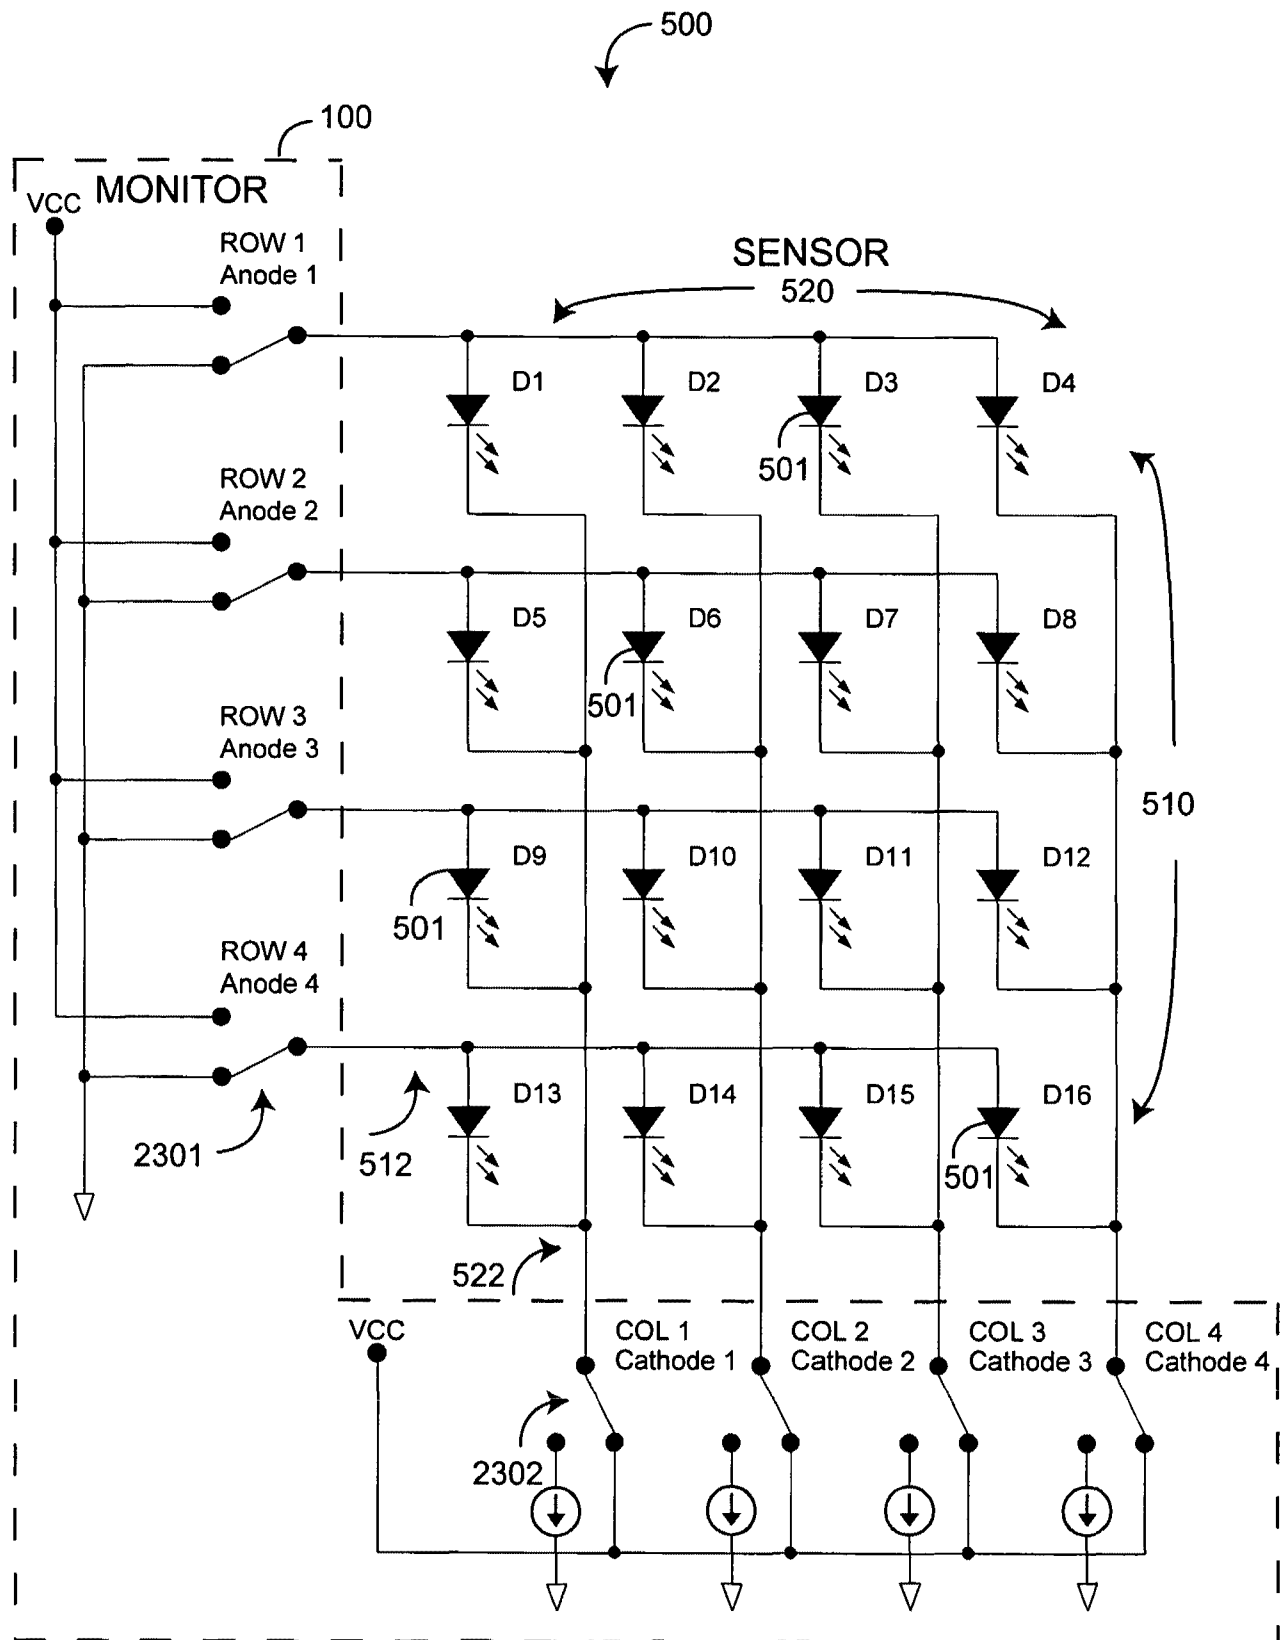 500
100
MONITOR
VCC
ROW 1
Anode 1
SENSOR
520
D1
D2
D3
D4
501
ROW 2
Anode 2
D5
D6
D7
D8
501
ROW 3
Anode 3
510
D9
D10
D11
D12
501
ROW 4
Anode 4
D13
D14
D15
D16
2301
512
501
522
VCC
COL 1
Cathode 1
COL 2
Cathode 2
COL 3
Cathode 3
COL 4
Cathode 4
2302